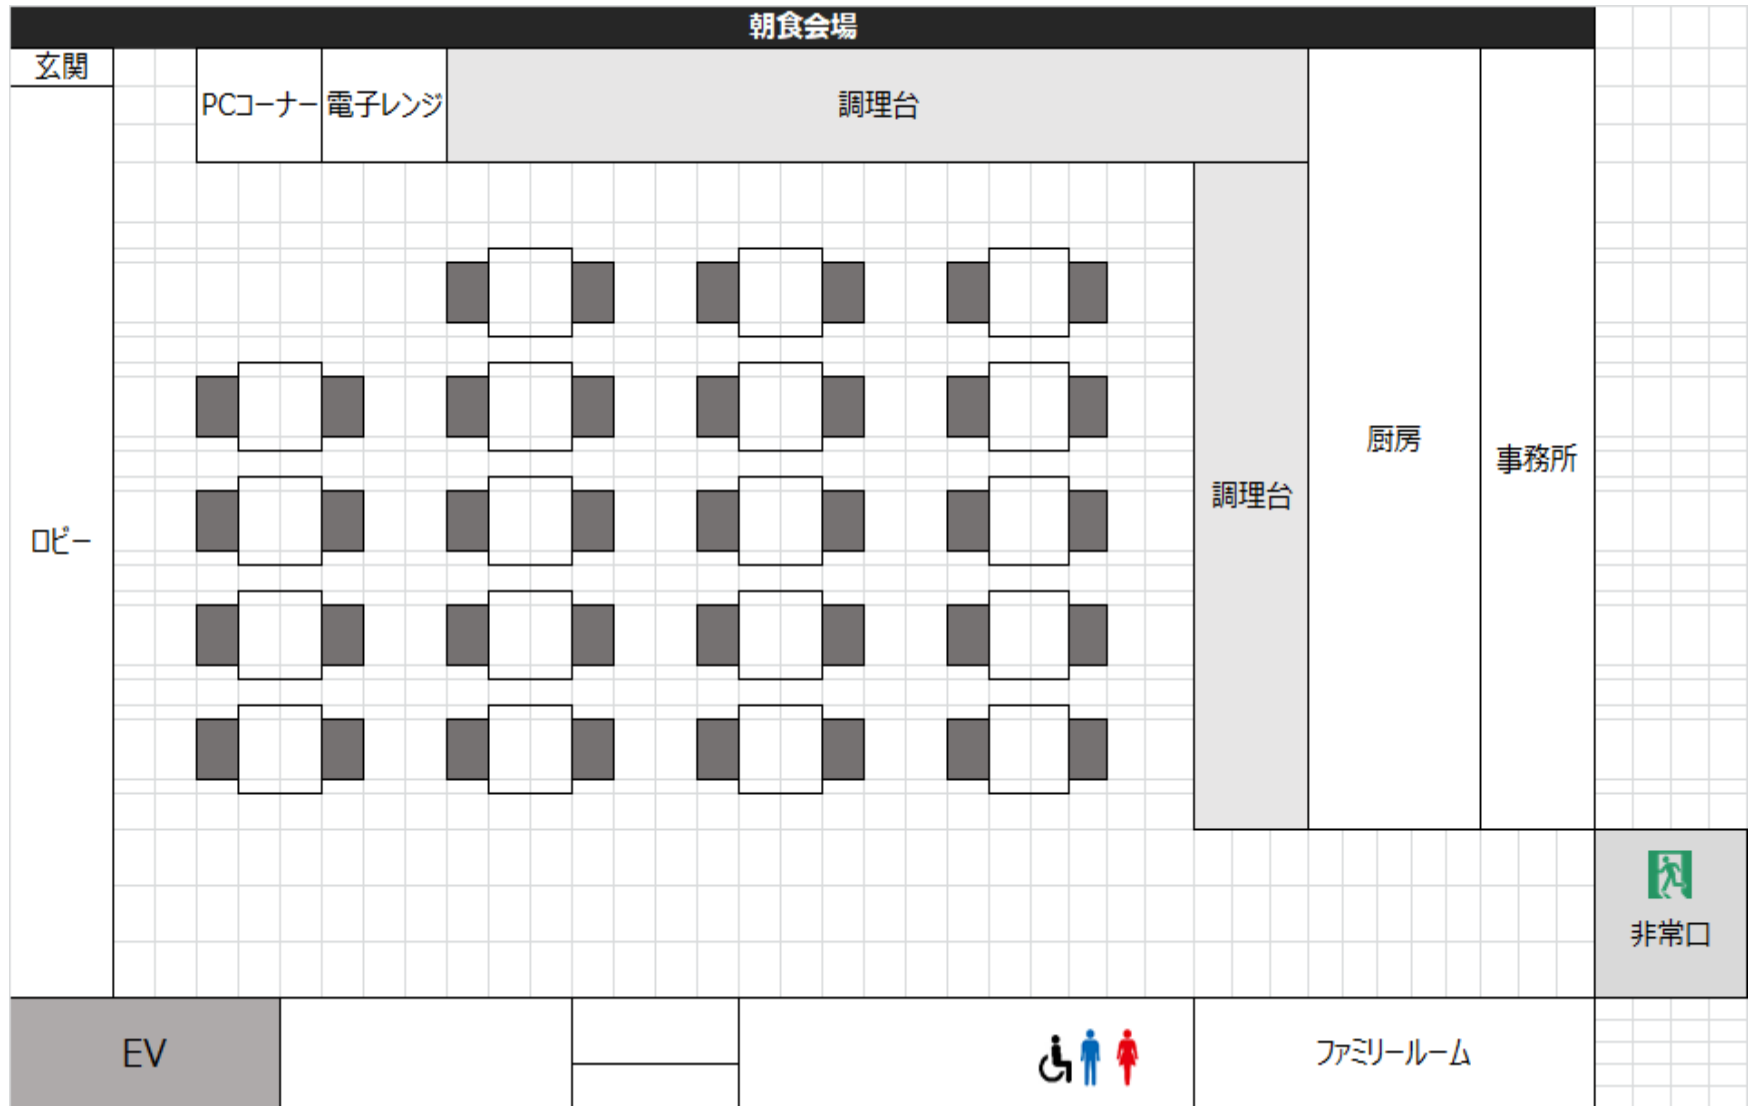 朝食会場
玄関
PCコーナー
電子レンジ
調理台
厨房
事務所
調理台
ロビー
非常口
EV
ファミリールーム